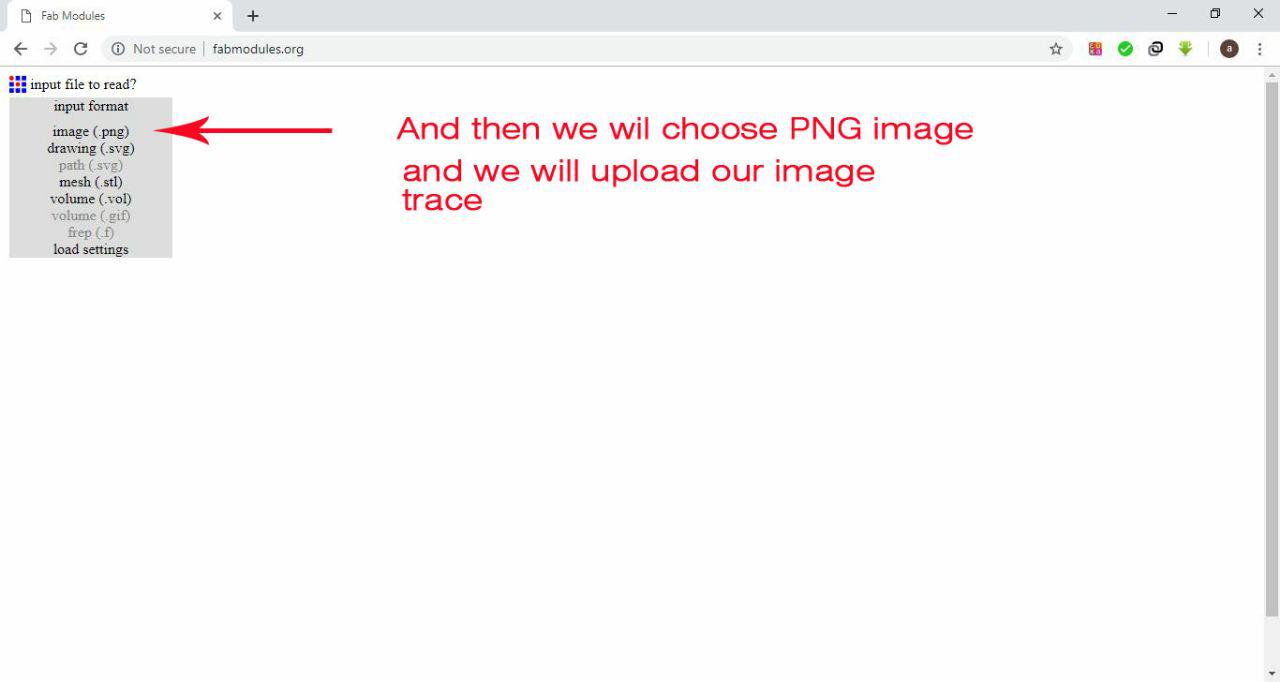 Fab Modules
Not secure
fabmodules.org
a
input file to read?
input format
image (.png)
drawing (.svg)
path (.svg)
mesh (.stl)
volume (.vol)
volume (.gif)
frep (.f)
load settings
And then we wil choose PNG image
and we will upload our image
trace